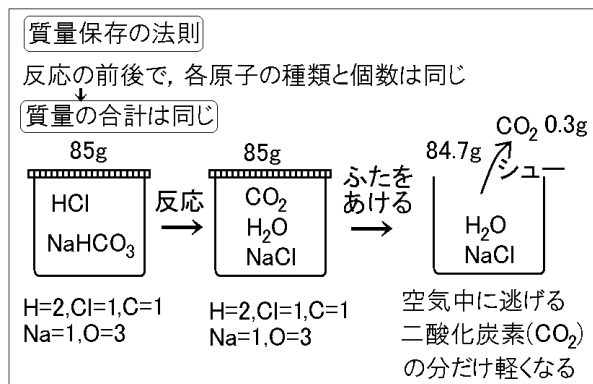 質量保存の法則
反応の前後で, 各原子の種類と個数は同じ
質量の合計は同じ
85g
HCl
NaHCO₃
H=2,Cl=1,C=1
Na=1,O=3
反応
85g
CO₂
H₂O
NaCl
H=2,Cl=1,C=1
Na=1,O=3
ふたを
あける
84.7g
CO₂ 0.3g
シュー
H₂O
NaCl
空気中に逃げる
二酸化炭素(CO₂)
の分だけ軽くなる